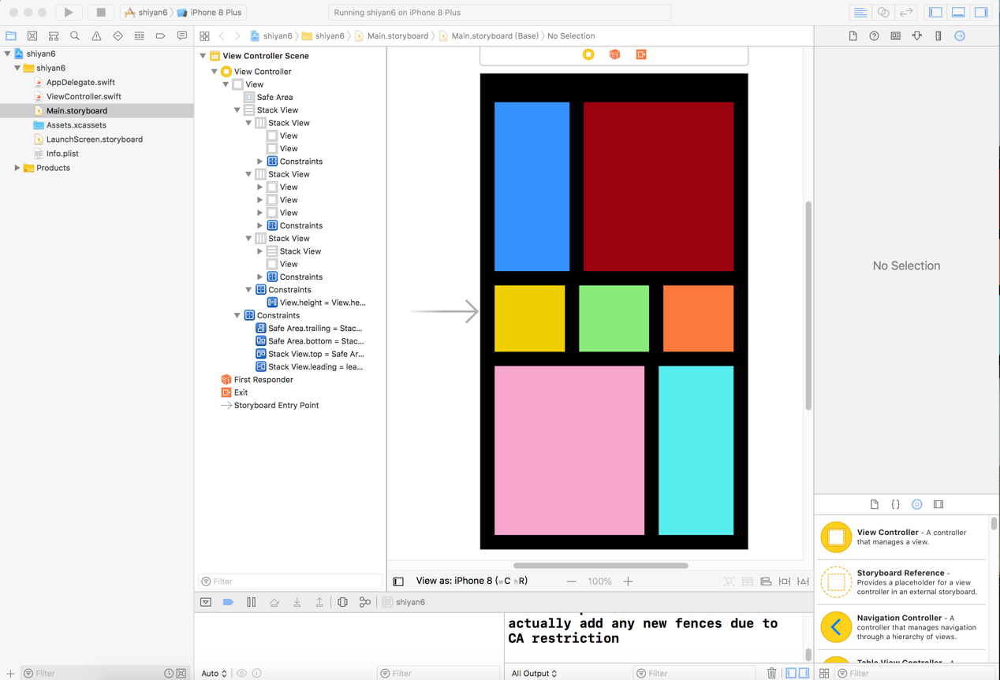 shiyan6 iPhone 8 Plus
Running shiyan6 on iPhone 8 Plus
shiyan6 shiyan6 Main.storyboard Main.storyboard (Base) No Selection
shiyan6
shiyan6
AppDelegate.swift
ViewController.swift
Main.storyboard
Assets.xcassets
LaunchScreen.storyboard
Info.plist
Products
Filter
View Controller Scene
View Controller
View
Safe Area
Stack View
Stack View
View
View
Constraints
Stack View
View
View
View
Constraints
Stack View
Stack View
View
Constraints
Constraints
View.height = View.he...
Constraints
Safe Area.trailing = Stac...
Safe Area.bottom = Stac...
Stack View.top = Safe Ar...
Stack View.leading = lea...
First Responder
Exit
Storyboard Entry Point
Filter
View as: iPhone 8 (wC hR)
100%
shiyan6
actually add any new fences due to
CA restriction
Auto
Filter
All Output
Filter
No Selection
View Controller - A controller
that manages a view.
Storyboard Reference -
Provides a placeholder for a view
controller in an external storyboard.
Navigation Controller - A
controller that manages navigation
through a hierarchy of views.
Table View Controller - A
Filter